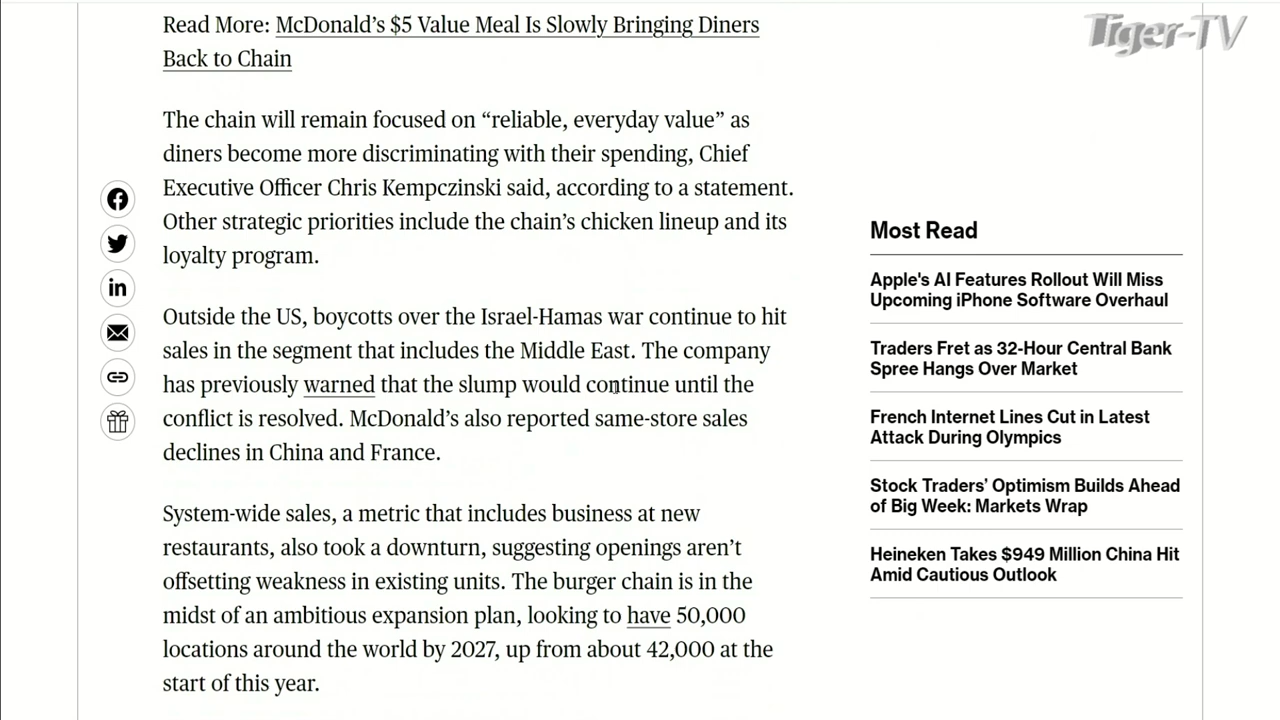 Tiger-TV
Read More: McDonald’s $5 Value Meal Is Slowly Bringing Diners
Back to Chain
The chain will remain focused on “reliable, everyday value” as
diners become more discriminating with their spending, Chief
Executive Officer Chris Kempczinski said, according to a statement.
Other strategic priorities include the chain’s chicken lineup and its
loyalty program.
Outside the US, boycotts over the Israel-Hamas war continue to hit
sales in the segment that includes the Middle East. The company
has previously warned that the slump would continue until the
conflict is resolved. McDonald’s also reported same-store sales
declines in China and France.
System-wide sales, a metric that includes business at new
restaurants, also took a downturn, suggesting openings aren’t
offsetting weakness in existing units. The burger chain is in the
midst of an ambitious expansion plan, looking to have 50,000
locations around the world by 2027, up from about 42,000 at the
start of this year.
Most Read
Apple's AI Features Rollout Will Miss
Upcoming iPhone Software Overhaul
Traders Fret as 32-Hour Central Bank
Spree Hangs Over Market
French Internet Lines Cut in Latest
Attack During Olympics
Stock Traders’ Optimism Builds Ahead
of Big Week: Markets Wrap
Heineken Takes $949 Million China Hit
Amid Cautious Outlook